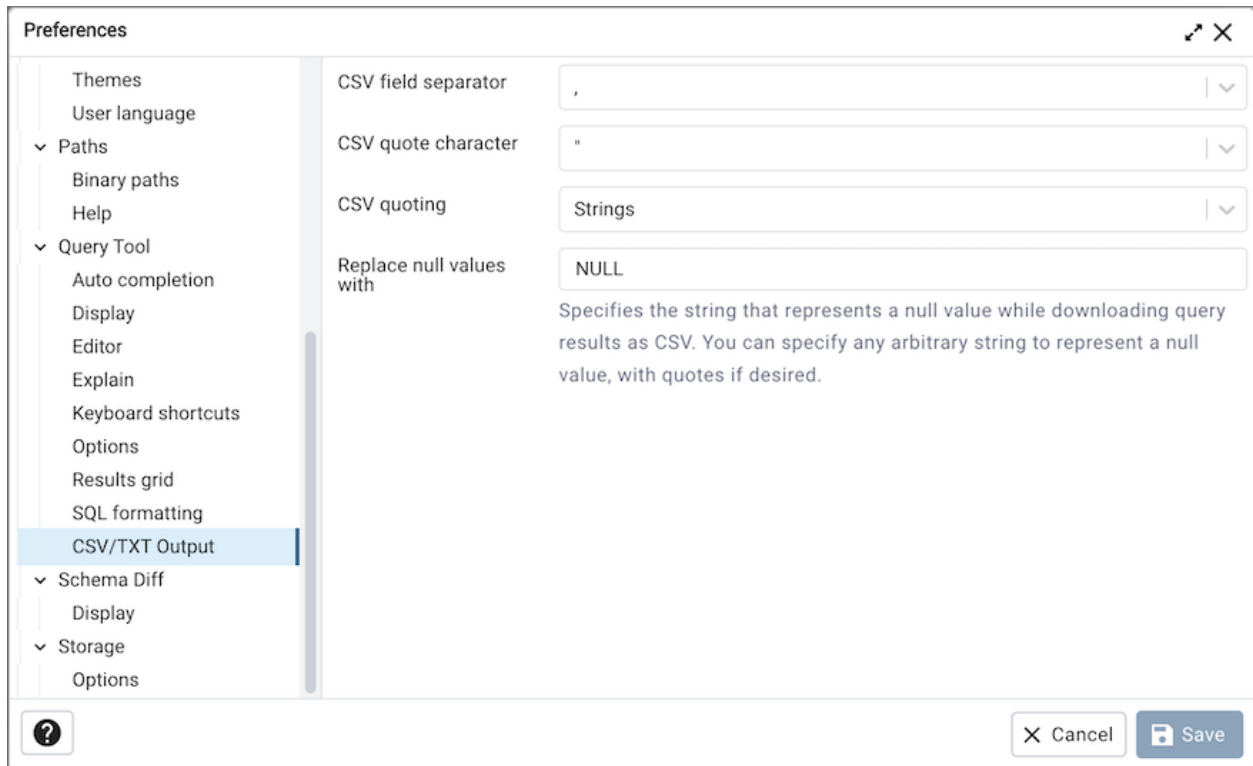 Preferences
Themes
User language
Paths
Binary paths
Help
Query Tool
Auto completion
Display
Editor
Explain
Keyboard shortcuts
Options
Results grid
SQL formatting
CSV/TXT Output
Schema Diff
Display
Storage
Options
CSV field separator
,
CSV quote character
"
CSV quoting
Strings
Replace null values
with
NULL
Specifies the string that represents a null value while downloading query
results as CSV. You can specify any arbitrary string to represent a null
value, with quotes if desired.
?
Cancel
Save